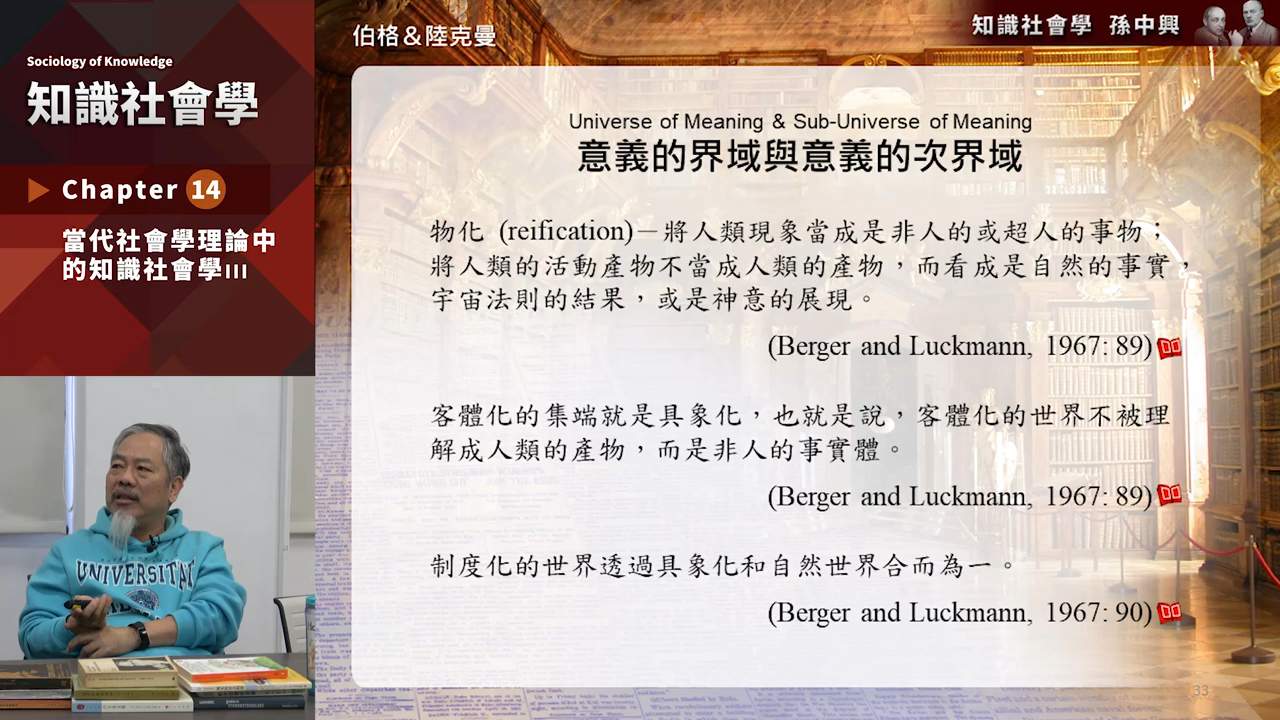 Sociology of Knowledge
知識社會學
Chapter 14
當代社會學理論中
的知識社會學III
伯格&陸克曼
知識社會學 孫中興
Universe of Meaning & Sub-Universe of Meaning
意義的界域與意義的次界域
物化 (reification)－將人類現象當成是非人的或超人的事物；
將人類的活動產物不當成人類的產物，而看成是自然的事實，
宇宙法則的結果，或是神意的展現。
(Berger and Luckmann, 1967: 89)
客體化的集端就是具象化，也就是說，客體化的世界不被理
解成人類的產物，而是非人的事實體。
(Berger and Luckmann, 1967: 89)
制度化的世界透過具象化和自然世界合而為一。
(Berger and Luckmann, 1967: 90)
33
UNIVERSITA